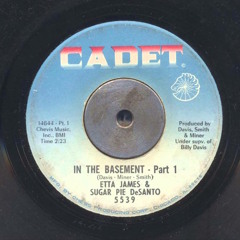 CADET
14644 - Pt. 1
Chevis Music,
Inc., BMI
Time 2:23
Produced by
Davis, Smith
& Miner
Under supv. of
Billy Davis
IN THE BASEMENT - Part 1
(Davis - Miner - Smith)
ETTA JAMES &
SUGAR PIE DeSANTO
5539